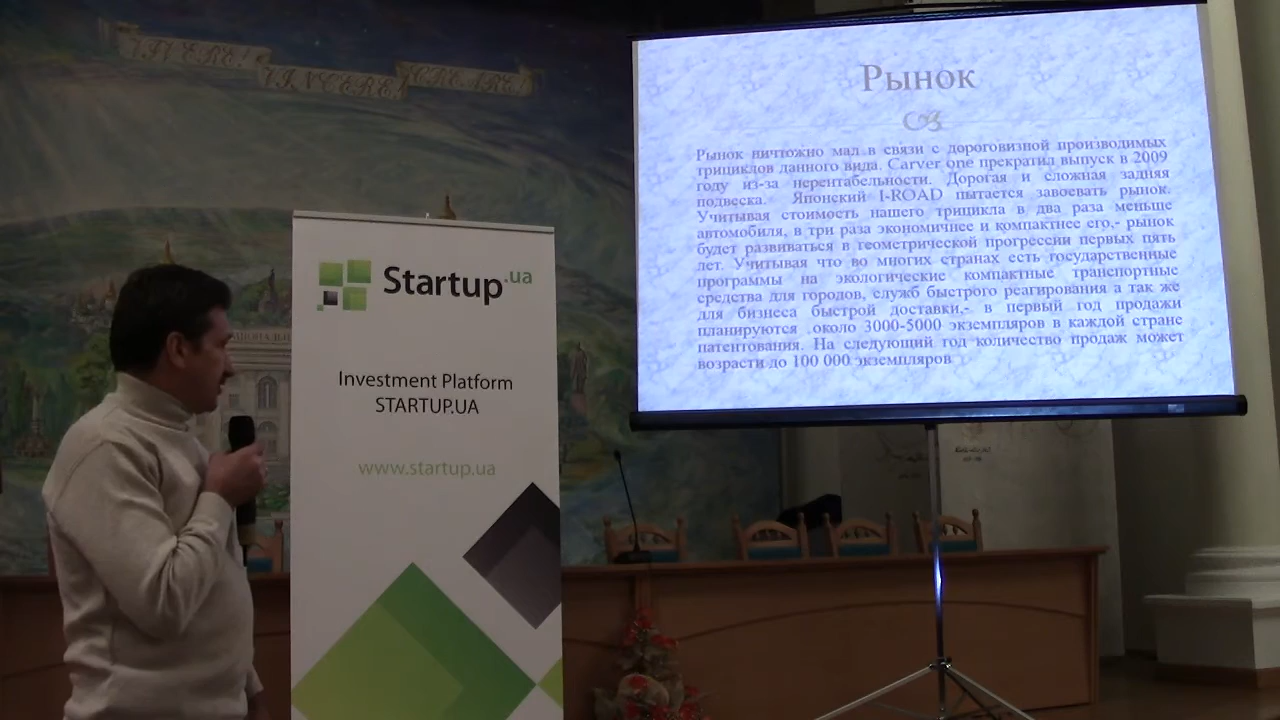 VIVERE!
VINCERE!
CREARE!
Рынок
Рынок ничтожно мал в связи с дороговизной производимых
трициклов данного вида. Carver one прекратил выпуск в 2009
году из-за нерентабельности. Дорогая и сложная задняя
подвеска. Японский I-ROAD пытается завоевать рынок.
Учитывая стоимость нашего трицикла в два раза меньше
автомобиля, в три раза экономичнее и компактнее его,- рынок
будет развиваться в геометрической прогрессии первых пять
лет. Учитывая что во многих странах есть государственные
программы на экологические компактные транспортные
средства для городов, служб быстрого реагирования а так же
для бизнеса быстрой доставки,- в первый год продажи
планируются .около 3000-5000 экземпляров в каждой стране
патентования. На следующий год количество продаж может
возрасти до 100 000 экземпляров
Startup.ua
Investment Platform
STARTUP.UA
www.startup.ua